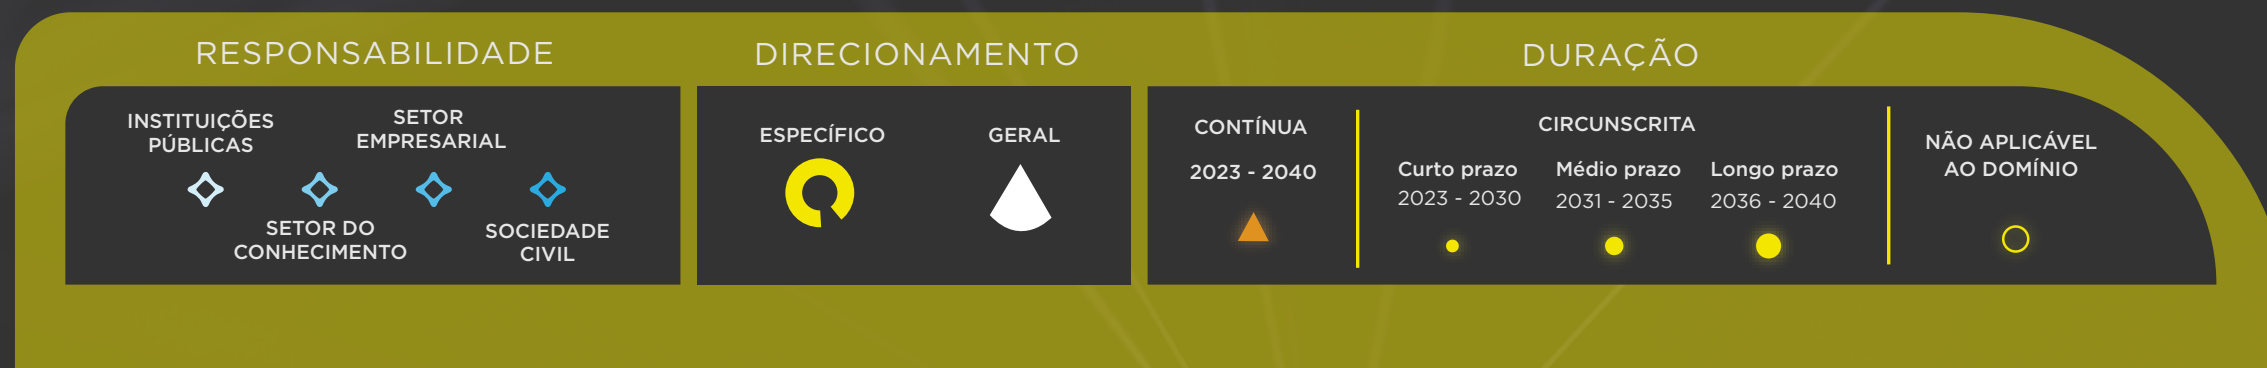 RESPONSABILIDADE
INSTITUIÇÕES
PÚBLICAS
SETOR
EMPRESARIAL
SETOR DO
CONHECIMENTO
SOCIEDADE
CIVIL
DIRECIONAMENTO
ESPECÍFICO
GERAL
DURAÇÃO
CONTÍNUA
2023 - 2040
CIRCUNSCRITA
Curto prazo
2023 - 2030
Médio prazo
2031 - 2035
Longo prazo
2036 - 2040
NÃO APLICÁVEL
AO DOMÍNIO